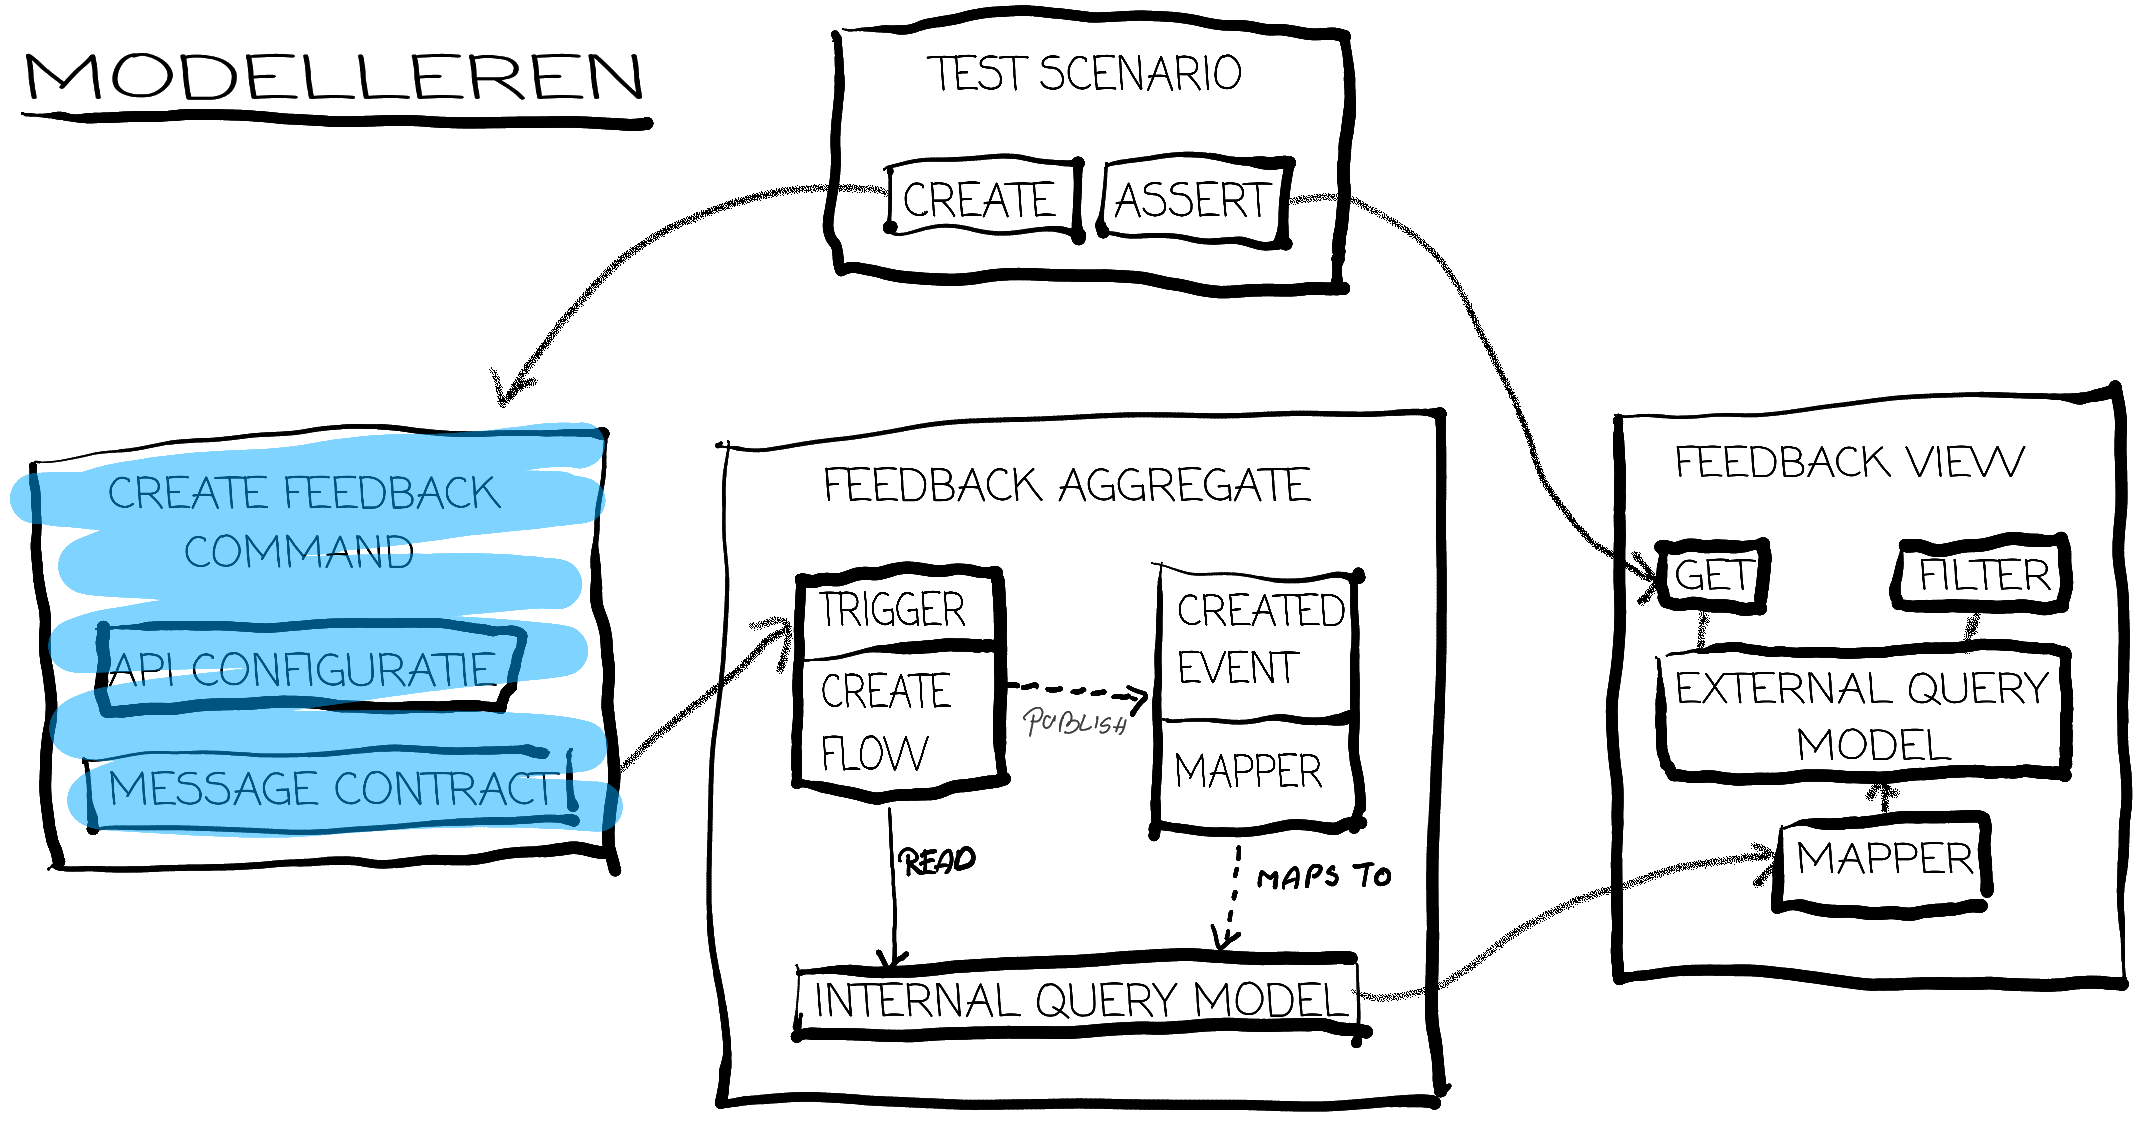 MODELLEREN
TEST SCENARIO
CREATE
ASSERT
CREATE FEEDBACK
COMMAND
API CONFIGURATIE
MESSAGE CONTRACT
FEEDBACK AGGREGATE
TRIGGER
CREATE
FLOW
PUBLISH
CREATED
EVENT
MAPPER
READ
MAPS TO
INTERNAL QUERY MODEL
FEEDBACK VIEW
GET
FILTER
EXTERNAL QUERY
MODEL
MAPPER